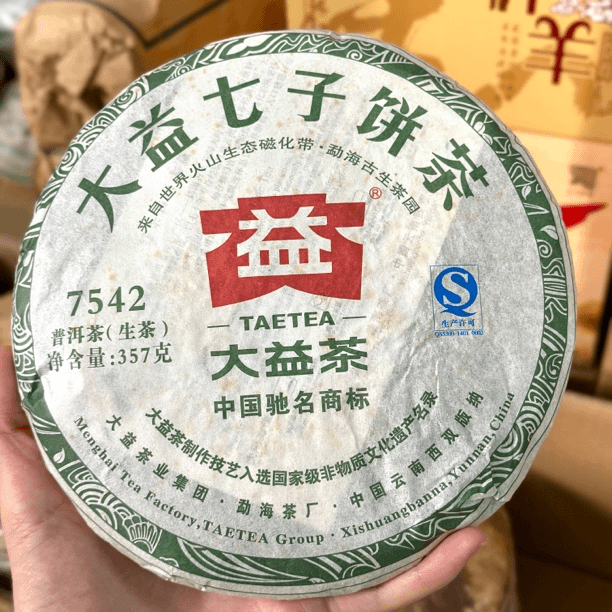 大益七子饼茶
来自世界火山生态磁化带·勐海古生茶园
益
®
TAETEA
大益茶
中国驰名商标
7542
普洱茶(生茶)
净含量:357克
生产许可
大益茶制作技艺入选国家级非物质文化遗产名录
大益茶业集团·勐海茶厂·中国云南西双版纳
Menghai Tea Factory,TAETEA Group·Xishuangbanna,Yunnan,China